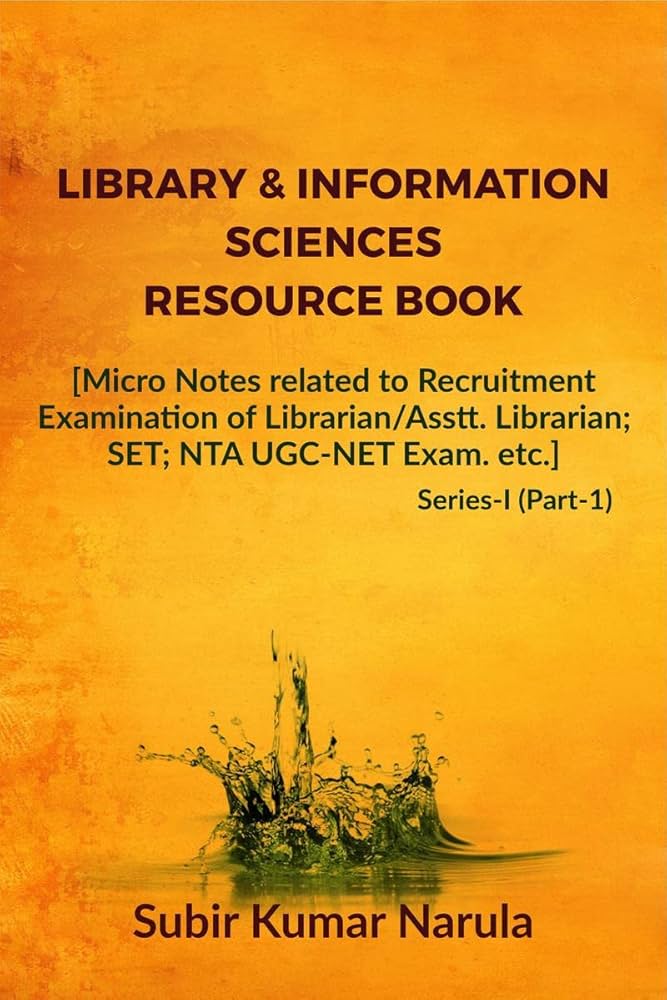 LIBRARY & INFORMATION
SCIENCES
RESOURCE BOOK
[Micro Notes related to Recruitment
Examination of Librarian/Asstt. Librarian;
SET; NTA UGC-NET Exam. etc.]
Series-I (Part-1)
Subir Kumar Narula